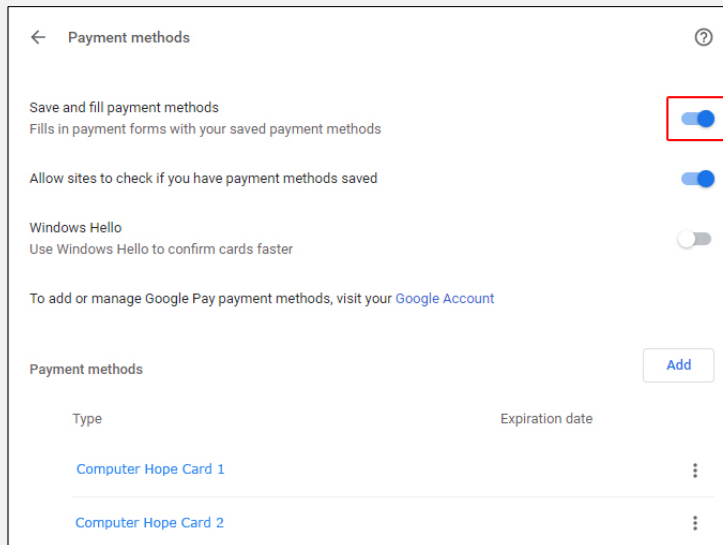 Payment methods
Save and fill payment methods
Fills in payment forms with your saved payment methods
Allow sites to check if you have payment methods saved
Windows Hello
Use Windows Hello to confirm cards faster
To add or manage Google Pay payment methods, visit your Google Account
Payment methods Add
Type Expiration date
Computer Hope Card 1
Computer Hope Card 2